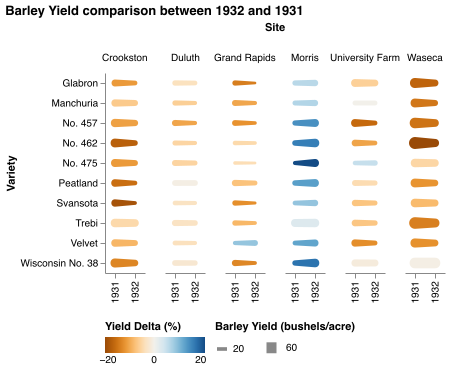 Barley Yield comparison between 1932 and 1931
Site
Crookston Duluth Grand Rapids Morris University Farm Waseca
Variety
Glabron
Manchuria
No. 457
No. 462
No. 475
Peatland
Svansota
Trebi
Velvet
Wisconsin No. 38
1931 1932 1931 1932 1931 1932 1931 1932 1931 1932 1931 1932
Yield Delta (%) Barley Yield (bushels/acre)
20 60
−20 0 20